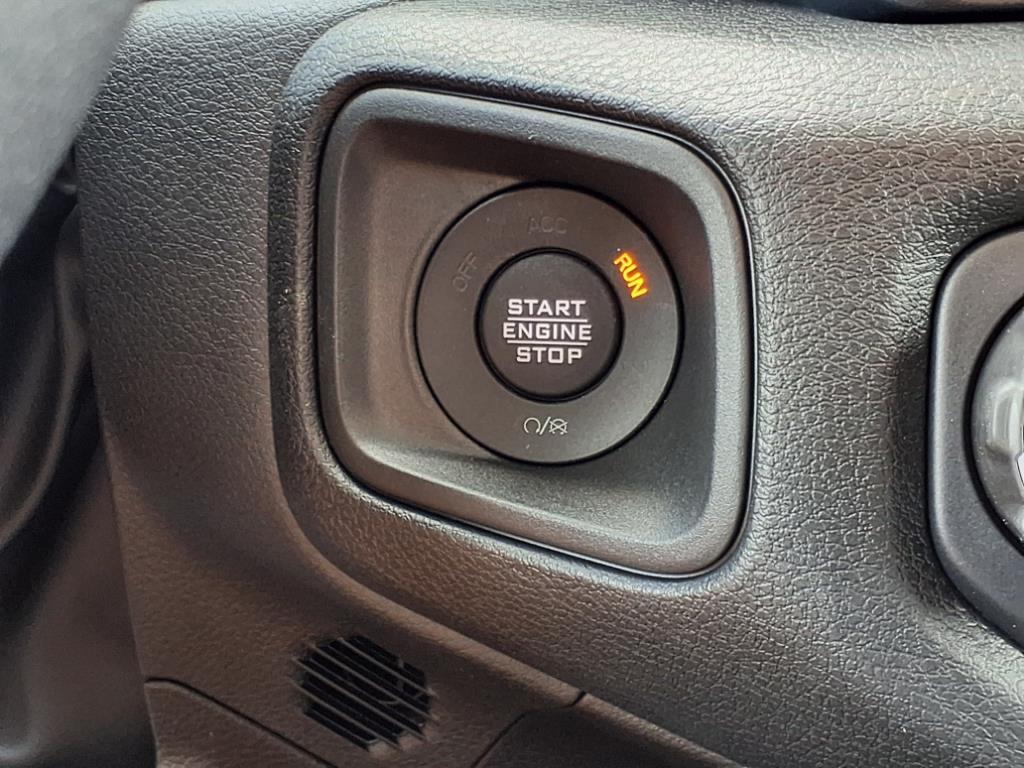 ACC
OFF
RUN
START
ENGINE
STOP